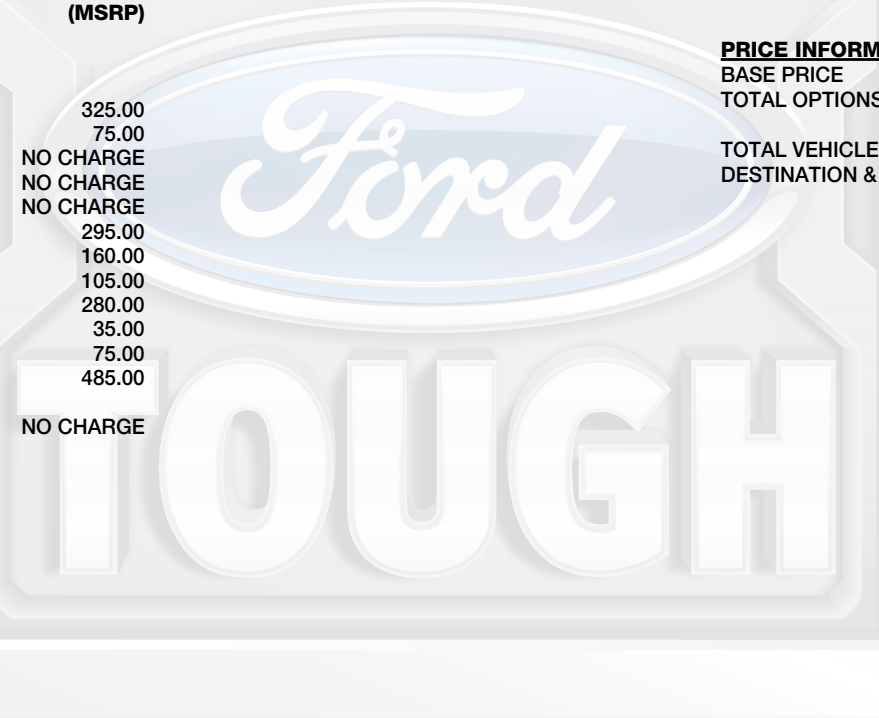 (MSRP)
325.00
75.00
NO CHARGE
NO CHARGE
NO CHARGE
295.00
160.00
105.00
280.00
35.00
75.00
485.00
NO CHARGE
PRICE INFORM
BASE PRICE
TOTAL OPTIONS
TOTAL VEHICLE
DESTINATION &
Ford
TOUGH